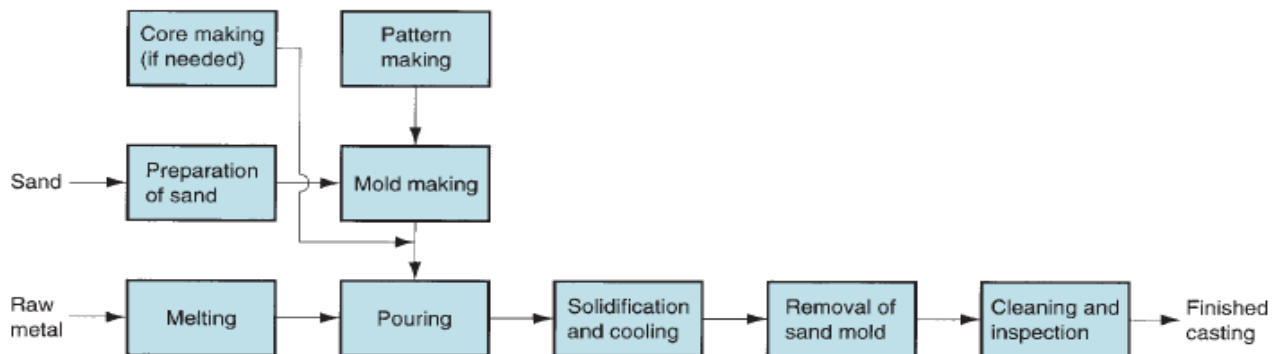 Core making
(if needed)
Pattern
making
Sand
Preparation
of sand
Mold making
Raw
metal
Melting
Pouring
Solidification
and cooling
Removal of
sand mold
Cleaning and
inspection
Finished
casting